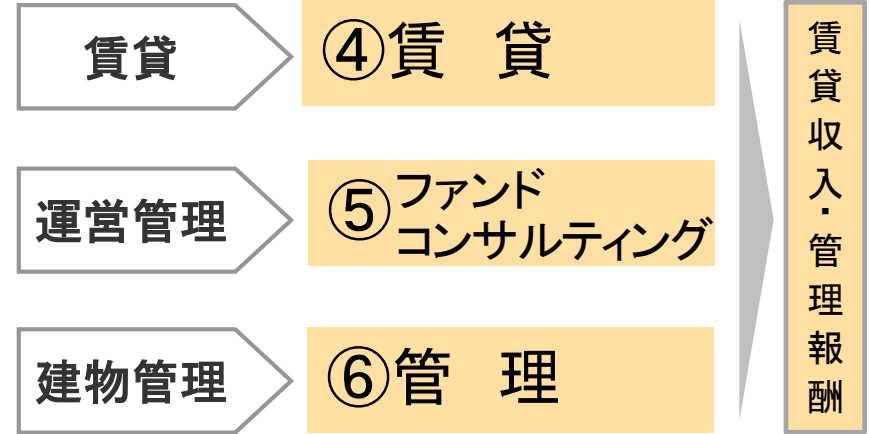 賃貸
④賃　貸
運営管理
⑤ファンド
コンサルティング
建物管理
⑥管　理
賃貸収入・管理報酬